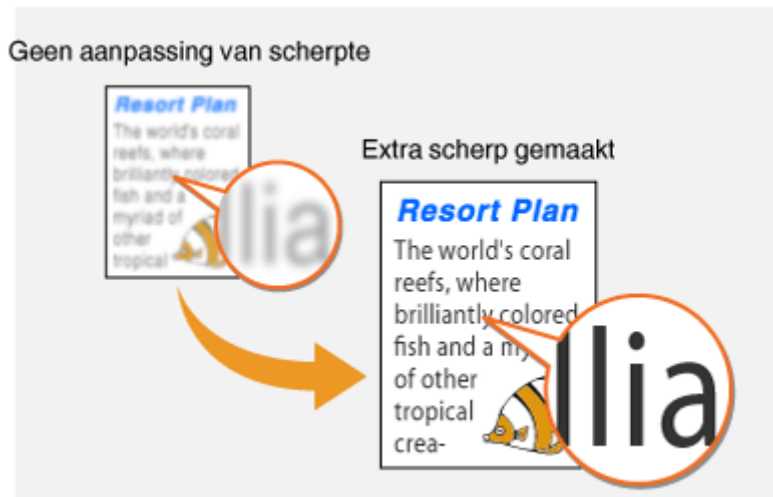 Geen aanpassing van scherpte
Resort Plan
The world's coral
reefs, where
brilliantly colored
fish and a
myriad of
other
tropical
llia
Extra scherp gemaakt
Resort Plan
The world's coral
reefs, where
brilliantly colored
fish and a my
of other
tropical
crea-
llia